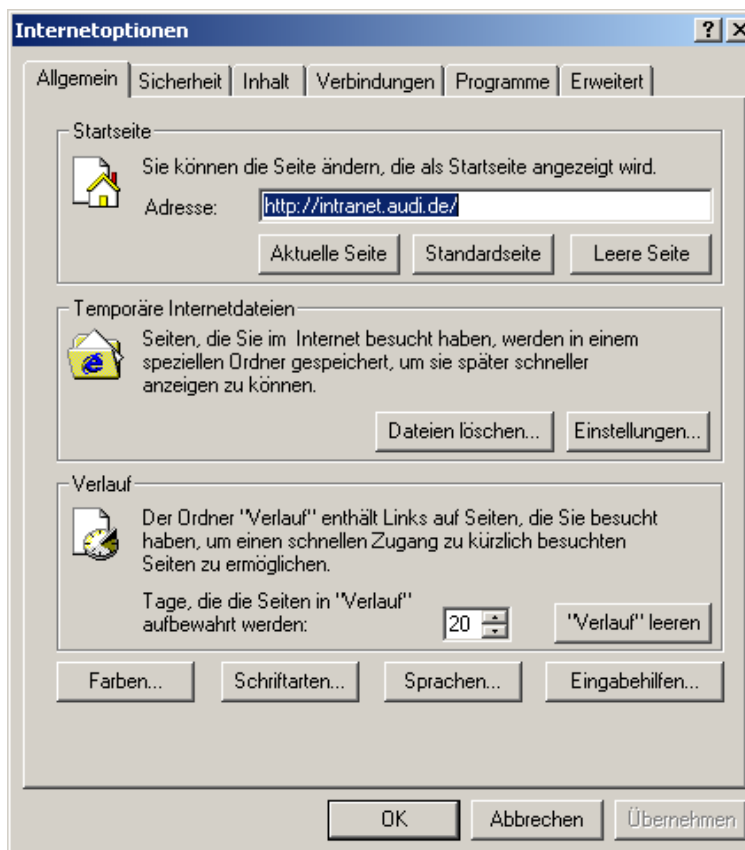 Internetoptionen
Allgemein Sicherheit Inhalt Verbindungen Programme Erweitert
Startseite
Sie können die Seite ändern, die als Startseite angezeigt wird.
Adresse: http://intranet.audi.de/
Aktuelle Seite Standardseite Leere Seite
Temporäre Internetdateien
Seiten, die Sie im Internet besucht haben, werden in einem
speziellen Ordner gespeichert, um sie später schneller
anzeigen zu können.
Dateien löschen... Einstellungen...
Verlauf
Der Ordner "Verlauf" enthält Links auf Seiten, die Sie besucht
haben, um einen schnellen Zugang zu kürzlich besuchten
Seiten zu ermöglichen.
Tage, die die Seiten in "Verlauf"
aufbewahrt werden: 20 "Verlauf" leeren
Farben... Schriftarten... Sprachen... Eingabehilfen...
OK Abbrechen Übernehmen